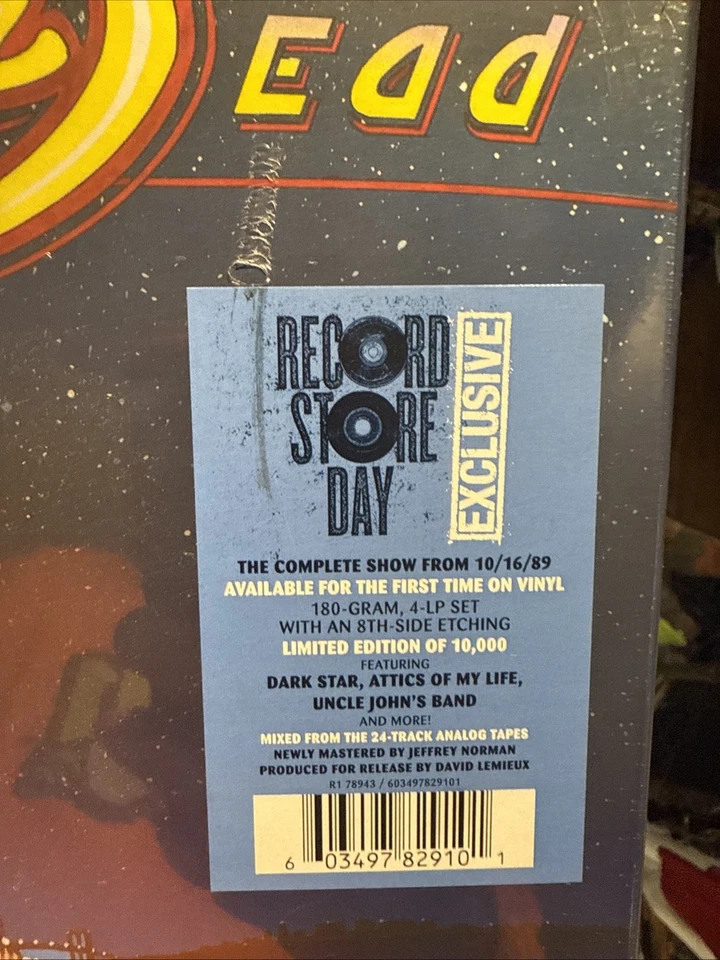 EaD
RECORD
STORE
DAY
EXCLUSIVE
THE COMPLETE SHOW FROM 10/16/89
AVAILABLE FOR THE FIRST TIME ON VINYL
180-GRAM, 4-LP SET
WITH AN 8TH-SIDE ETCHING
LIMITED EDITION OF 10,000
FEATURING
DARK STAR, ATTICS OF MY LIFE,
UNCLE JOHN'S BAND
AND MORE!
MIXED FROM THE 24-TRACK ANALOG TAPES
NEWLY MASTERED BY JEFFREY NORMAN
PRODUCED FOR RELEASE BY DAVID LEMIEUX
R1 78943 / 603497829101
6 03497 82910 1